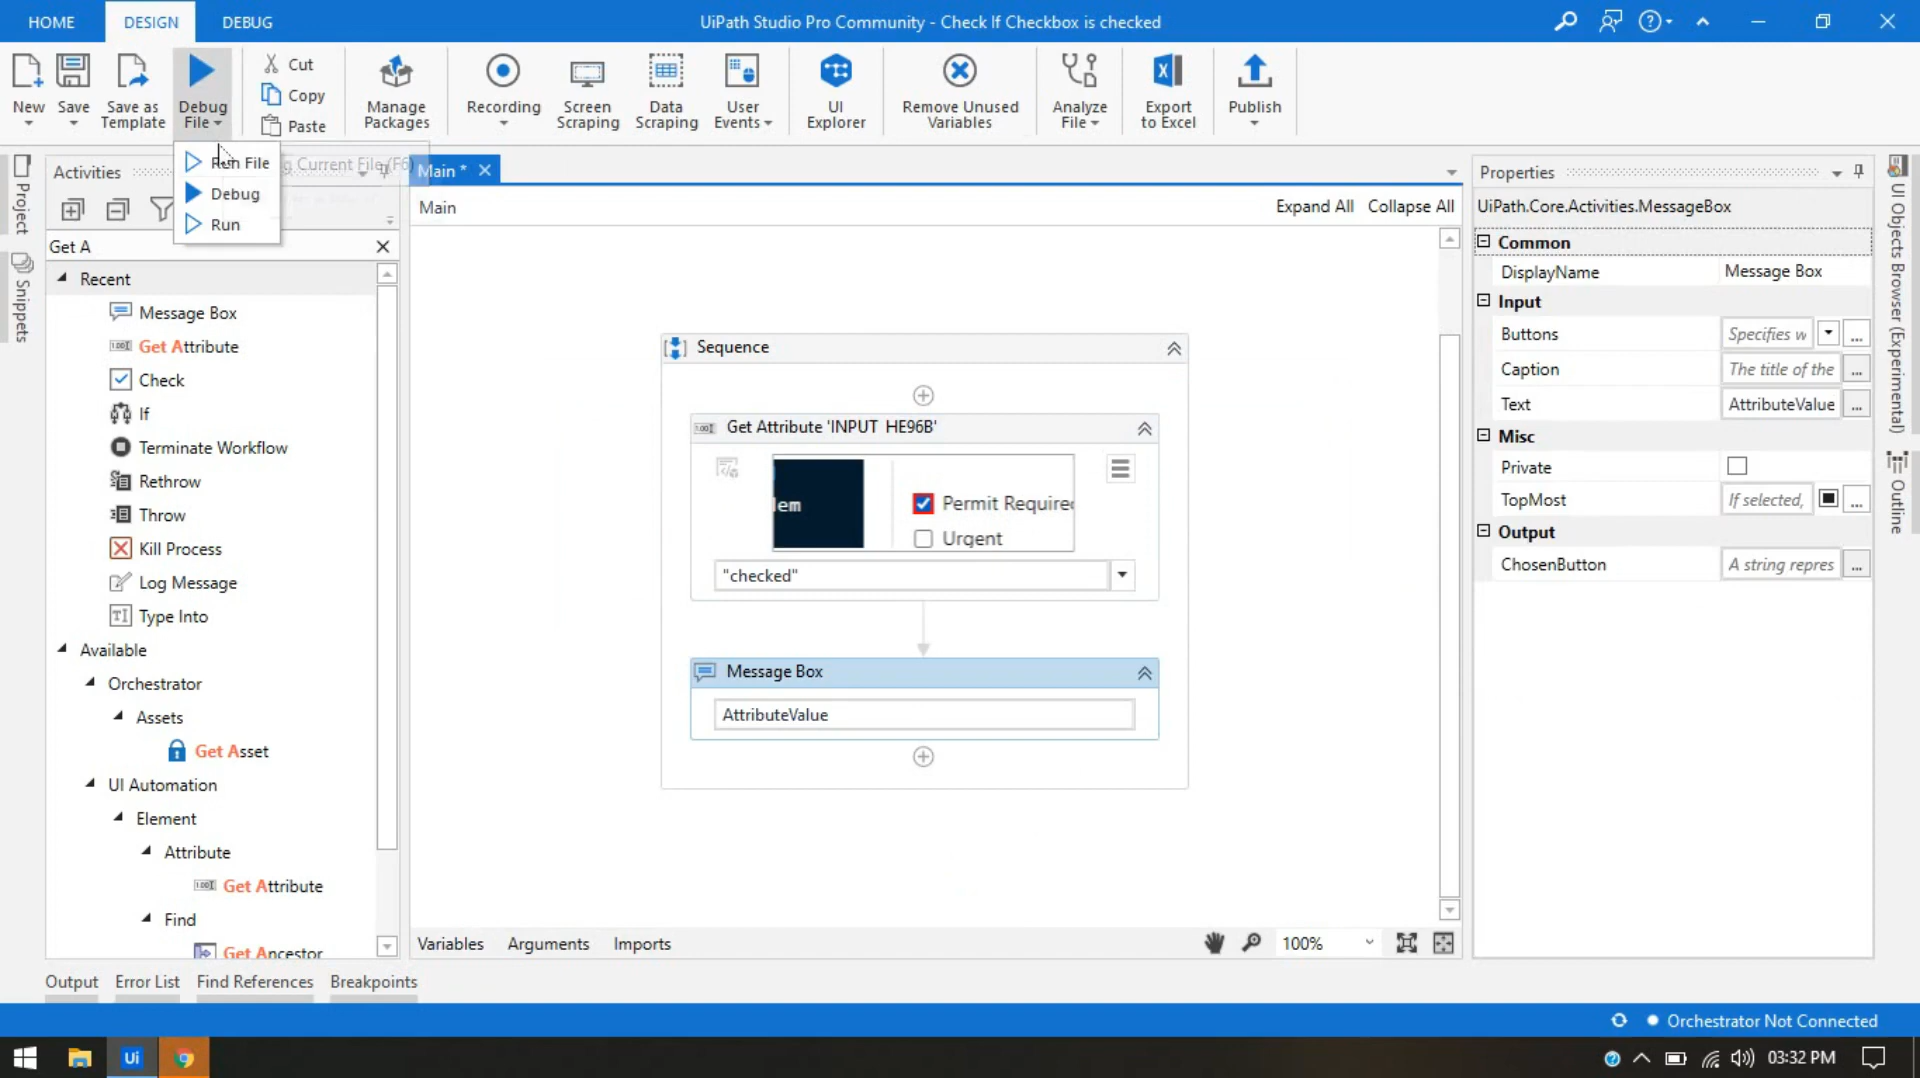 HOME
DESIGN
DEBUG
UiPath Studio Pro Community - Check If Checkbox is checked
New
Save
Save as Template
Debug File
Cut
Copy
Paste
Manage Packages
Recording
Screen Scraping
Data Scraping
User Events
UI Explorer
Remove Unused Variables
Analyze File
Export to Excel
Publish
Run File
Debug
Run
Current File (F6)
Project
Snippets
Activities
Get A
Recent
Message Box
Get Attribute
Check
If
Terminate Workflow
Rethrow
Throw
Kill Process
Log Message
Type Into
Available
Orchestrator
Assets
Get Asset
UI Automation
Element
Attribute
Get Attribute
Find
Get Ancestor
Main *
Main
Expand All
Collapse All
Sequence
Get Attribute 'INPUT HE96B'
lem
Permit Required
Urgent
"checked"
Message Box
AttributeValue
Variables
Arguments
Imports
100%
Properties
UiPath.Core.Activities.MessageBox
Common
DisplayName
Message Box
Input
Buttons
Specifies w
...
Caption
The title of the
...
Text
AttributeValue
...
Misc
Private
TopMost
If selected,
...
Output
ChosenButton
A string repres
...
UI Objects Browser (Experimental)
Outline
Output
Error List
Find References
Breakpoints
Orchestrator Not Connected
Ui
03:32 PM